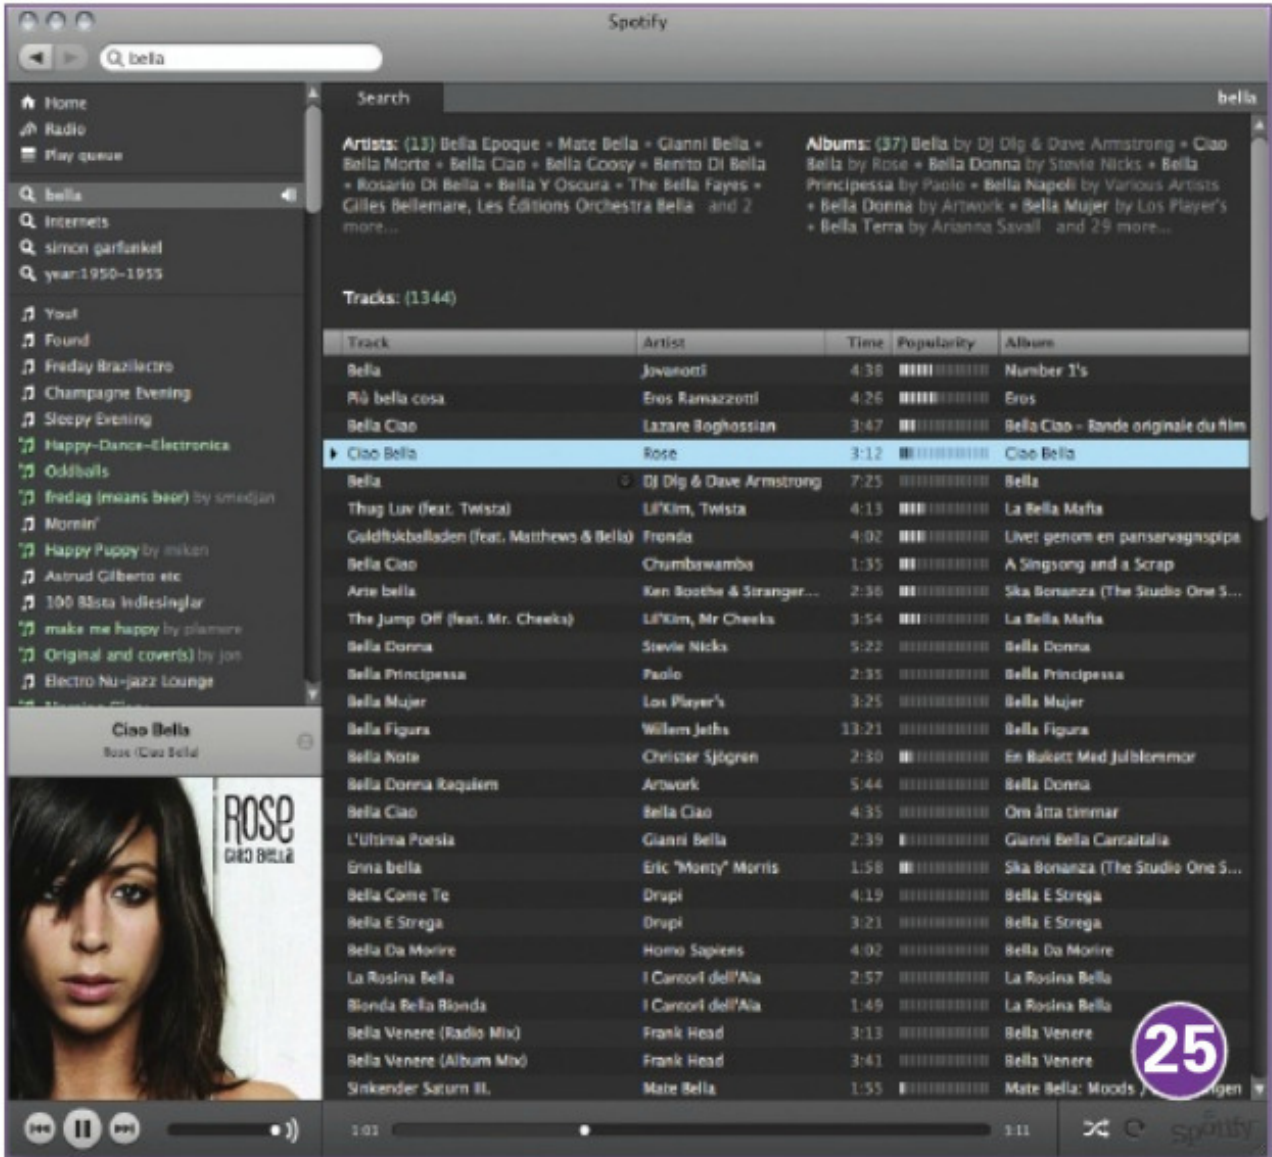 Spotify
bella
Home
Radio
Play queue
bella
internets
simon garfunkel
year:1950-1955
You!
Found
Freday Brazilectro
Champagne Evening
Sleepy Evening
Happy-Dance-Electronica
Oddballs
fredag (means beer) by smedjan
Mornin'
Happy Puppy by miken
Astrud Gilberto etc
100 Bästa Indiesinglar
make me happy by plamere
Original and cover(s) by jon
Electro Nu-jazz Lounge
Ciao Bella
Rose (Ciao Bella)
ROSE
CIAO BELLA
Search bella
Artists: (13) Bella Epoque • Mate Bella • Gianni Bella •
Bella Morte • Bella Ciao • Bella Coosy • Benito Di Bella
• Rosario Di Bella • Bella Y Oscura • The Bella Fayes •
Gilles Bellemare, Les Éditions Orchestra Bella and 2
more...
Albums: (37) Bella by DJ Dlg & Dave Armstrong • Ciao
Bella by Rose • Bella Donna by Stevie Nicks • Bella
Principessa by Paolo • Bella Napoli by Various Artists
• Bella Donna by Artwork • Bella Mujer by Los Player's
• Bella Terra by Arianna Savall and 29 more...
Tracks: (1344)
Track Artist Time Popularity Album
Bella Jovanotti 4:38 Number 1's
Più bella cosa Eros Ramazzotti 4:26 Eros
Bella Ciao Lazare Boghossian 3:47 Bella Ciao - Bande originale du film
Ciao Bella Rose 3:12 Ciao Bella
Bella DJ Dlg & Dave Armstrong 7:25 Bella
Thug Luv (feat. Twista) Lil'Kim, Twista 4:13 La Bella Mafia
Guldfiskballaden (feat. Matthews & Bella) Fronda 4:02 Livet genom en pansarvagnspipa
Bella Ciao Chumbawamba 1:35 A Singsong and a Scrap
Arte bella Ken Boothe & Stranger... 2:36 Ska Bonanza (The Studio One S...
The Jump Off (feat. Mr. Cheeks) Lil'Kim, Mr Cheeks 3:54 La Bella Mafia
Bella Donna Stevie Nicks 5:22 Bella Donna
Bella Principessa Paolo 2:35 Bella Principessa
Bella Mujer Los Player's 3:25 Bella Mujer
Bella Figura Willem Jeths 13:21 Bella Figura
Bella Note Christer Sjögren 2:30 En Bukett Med Julblommor
Bella Donna Requiem Artwork 5:44 Bella Donna
Bella Ciao Bella Ciao 4:35 Om åtta timmar
L'Ultima Poesia Gianni Bella 2:39 Gianni Bella Cantaitalia
Enna bella Eric "Monty" Morris 1:58 Ska Bonanza (The Studio One S...
Bella Come Te Drupi 4:19 Bella E Strega
Bella E Strega Drupi 3:21 Bella E Strega
Bella Da Morire Homo Sapiens 4:02 Bella Da Morire
La Rosina Bella I Cantori dell'Aia 2:57 La Rosina Bella
Bionda Bella Bionda I Cantori dell'Aia 1:49 La Rosina Bella
Bella Venere (Radio Mix) Frank Head 3:13 Bella Venere
Bella Venere (Album Mix) Frank Head 3:41 Bella Venere
Sinkender Saturn III. Mate Bella 1:55 Mate Bella: Moods
25
1:01 1:11
Spotify